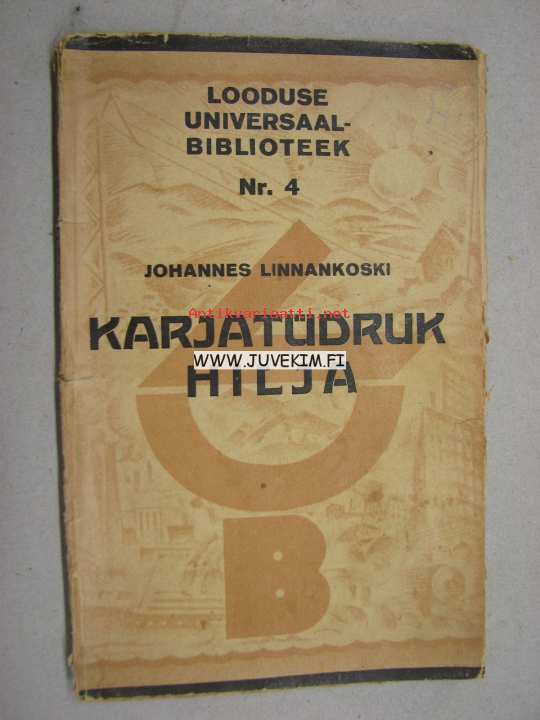 LOODUSE
UNIVERSAAL-
BIBLIOTEEK
Nr. 4
JOHANNES LINNANKOSKI
Antikvariaatti.net
KARJATÜDRUK
WWW.JUVEKIM.FI
HILJA
L
U
B